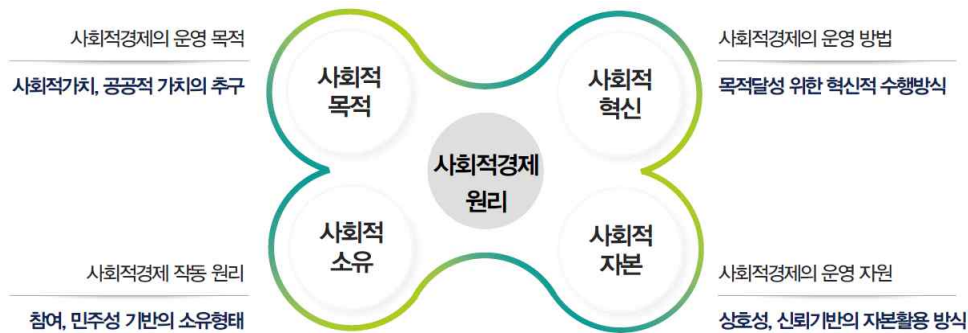 사회적경제의 운영 목적
사회적가치, 공공적 가치의 추구
사회적
목적
사회적
혁신
사회적경제의 운영 방법
목적달성 위한 혁신적 수행방식
사회적경제
원리
사회적경제 작동 원리
참여, 민주성 기반의 소유형태
사회적
소유
사회적
자본
사회적경제의 운영 자원
상호성, 신뢰기반의 자본활용 방식